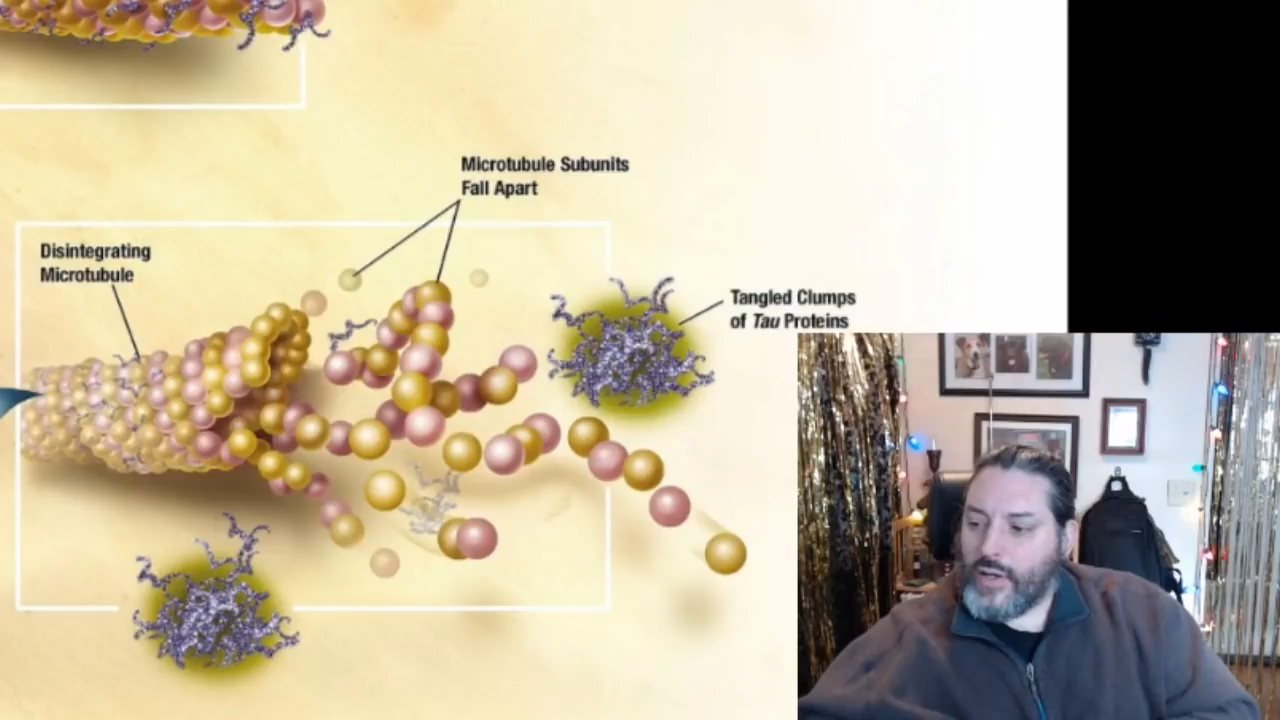 Microtubule Subunits
Fall Apart
Disintegrating
Microtubule
Tangled Clumps
of Tau Proteins